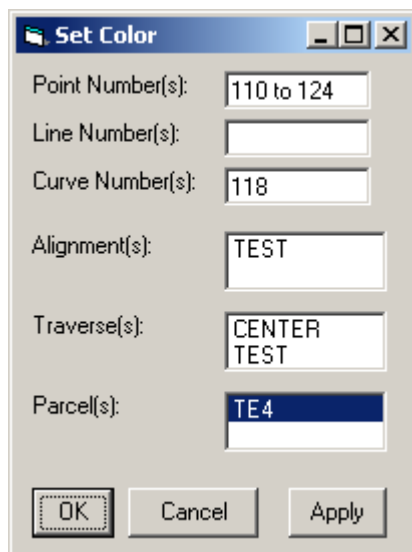 Set Color
Point Number(s): 110 to 124
Line Number(s):
Curve Number(s): 118
Alignment(s): TEST
Traverse(s): CENTER
TEST
Parcel(s): TE4
OK Cancel Apply